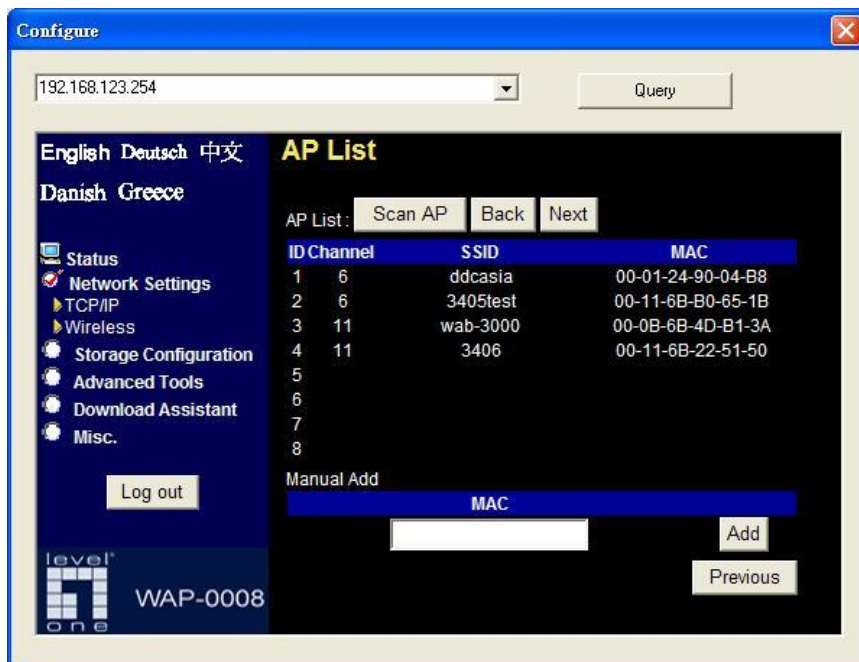 Configure
192.168.123.254 Query
English Deutsch 中文
Danish Greece
Status
Network Settings
TCP/IP
Wireless
Storage Configuration
Advanced Tools
Download Assistant
Misc.
Log out
level one
WAP-0008
AP List
AP List : Scan AP Back Next
ID Channel SSID MAC
1 6 ddcasia 00-01-24-90-04-B8
2 6 3405test 00-11-6B-B0-65-1B
3 11 wab-3000 00-0B-6B-4D-B1-3A
4 11 3406 00-11-6B-22-51-50
5
6
7
8
Manual Add
MAC
Add
Previous